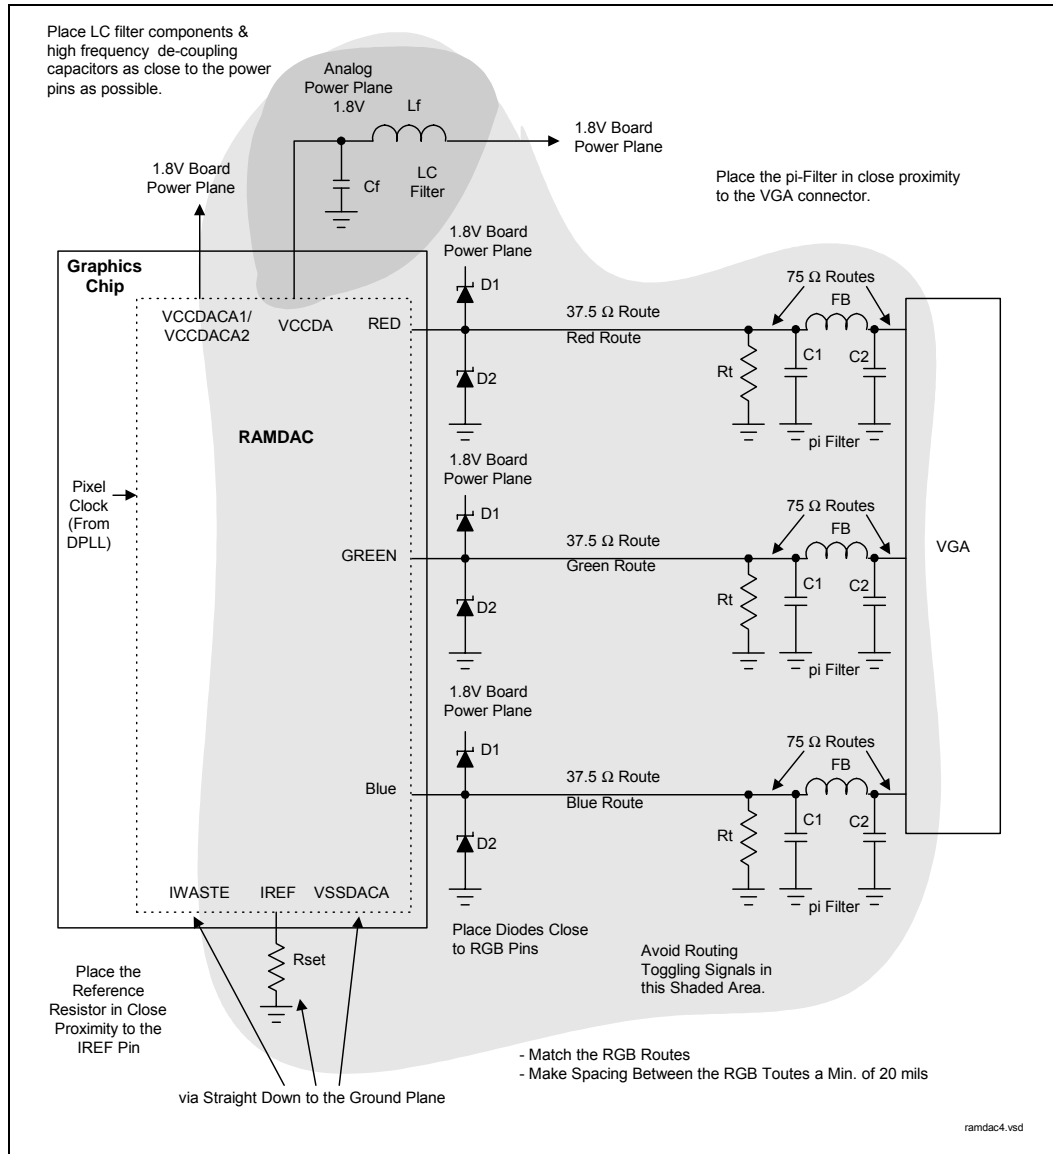 Place LC filter components &
high frequency de-coupling
capacitors as close to the power
pins as possible.
Analog
Power Plane
1.8V
Lf
1.8V Board
Power Plane
Cf
LC
Filter
1.8V Board
Power Plane
Place the pi-Filter in close proximity
to the VGA connector.
Graphics
Chip
VCCDACA1/
VCCDACA2
VCCDA
RED
1.8V Board
Power Plane
D1
D2
37.5 Ω Route
Red Route
Rt
75 Ω Routes
FB
C1
C2
pi Filter
RAMDAC
Pixel
Clock
(From
DPLL)
GREEN
1.8V Board
Power Plane
D1
D2
37.5 Ω Route
Green Route
Rt
75 Ω Routes
FB
C1
C2
pi Filter
VGA
Blue
1.8V Board
Power Plane
D1
D2
37.5 Ω Route
Blue Route
Rt
75 Ω Routes
FB
C1
C2
pi Filter
IWASTE
IREF
VSSDACA
Rset
Place Diodes Close
to RGB Pins
Avoid Routing
Toggling Signals in
this Shaded Area.
Place the
Reference
Resistor in Close
Proximity to the
IREF Pin
- Match the RGB Routes
- Make Spacing Between the RGB Toutes a Min. of 20 mils
via Straight Down to the Ground Plane
ramdac4.vsd